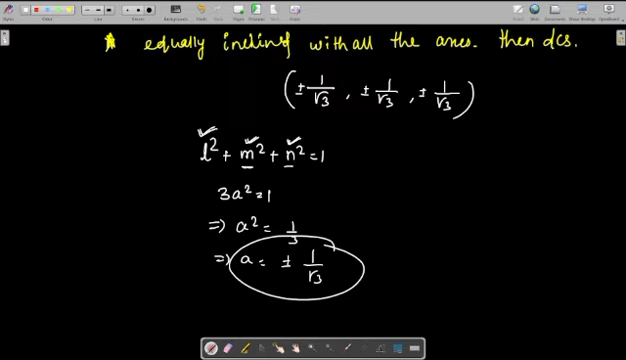 * equally inclined with all the axes. then dcs.
(± 1/√3, ± 1/√3, ± 1/√3)
l² + m² + n² = 1
3a² = 1
⇒ a² = 1/3
⇒ a = ± 1/√3